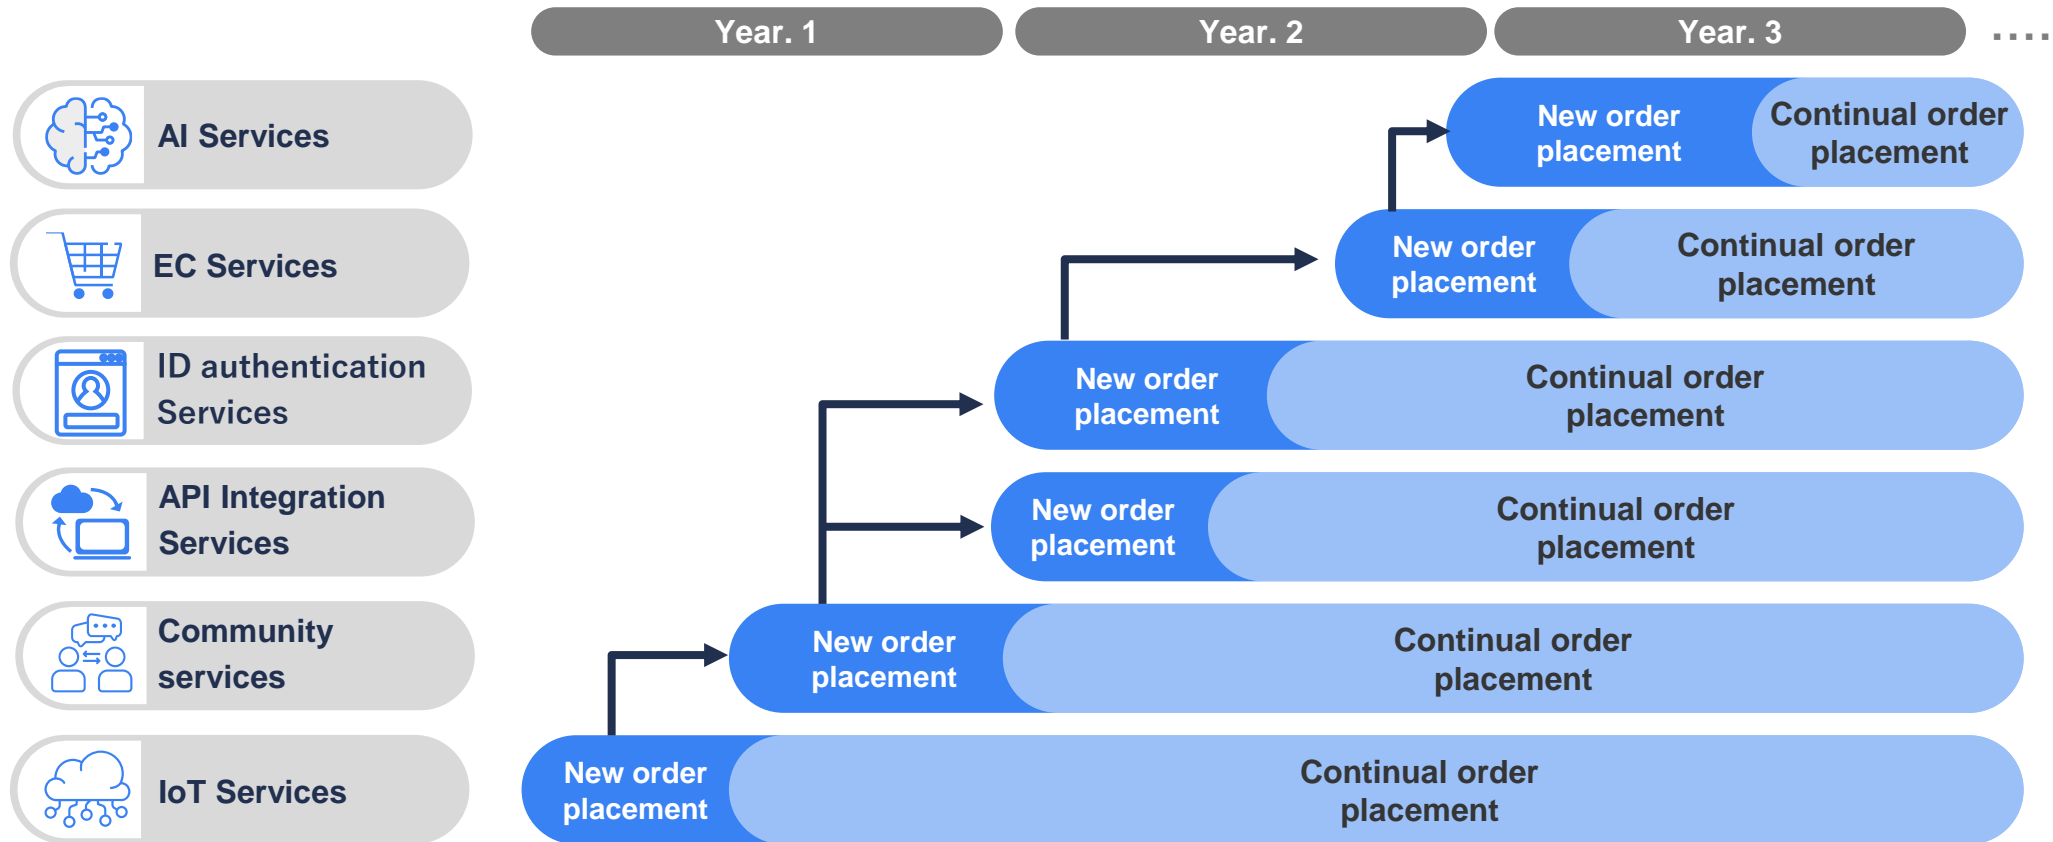 Year. 1
Year. 2
Year. 3
....
AI Services
New order
placement
Continual order
placement
EC Services
New order
placement
Continual order
placement
ID authentication
Services
New order
placement
Continual order
placement
API Integration
Services
New order
placement
Continual order
placement
Community
services
New order
placement
Continual order
placement
IoT Services
New order
placement
Continual order
placement